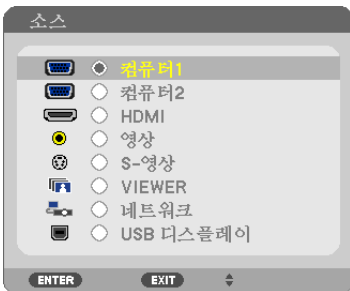 소스
컴퓨터1
컴퓨터2
HDMI
영상
S-영상
VIEWER
네트워크
USB 디스플레이
ENTER EXIT